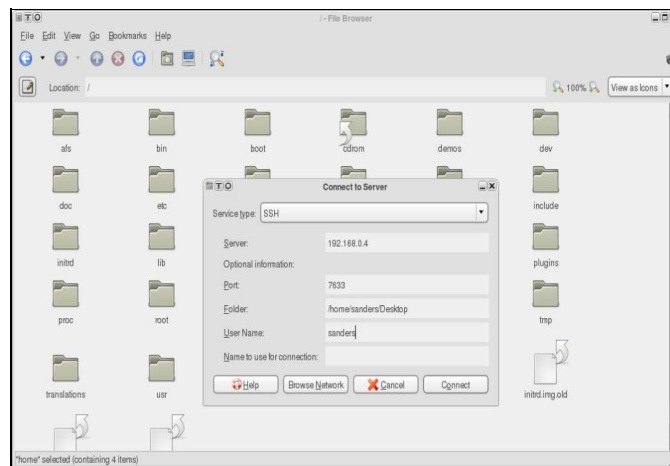 / - File Browser
File Edit View Go Bookmarks Help
Location: /
100%
View as Icons
afs bin boot cdrom demos dev
doc etc include
Connect to Server
Service type: SSH
Server: 192.168.0.4
Optional information:
Port: 7633
Folder: /home/sanders/Desktop
User Name: sanders
Name to use for connection:
Help Browse Network Cancel Connect
initrd lib plugins
proc root tmp
translations usr initrd.img.old
"home" selected (containing 4 items)